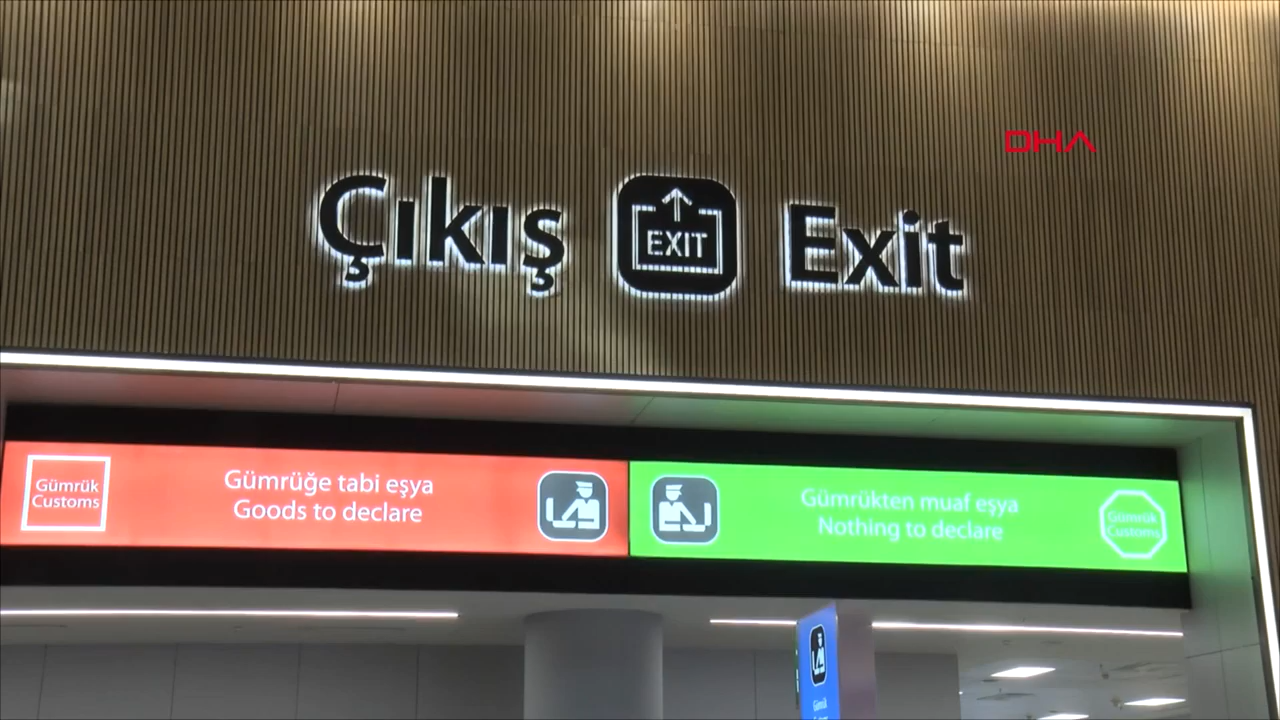 DHA
Çıkış EXIT Exit
Gümrük
Customs
Gümrüğe tabi eşya
Goods to declare
Gümrükten muaf eşya
Nothing to declare
Gümrük
Customs
Gümrük